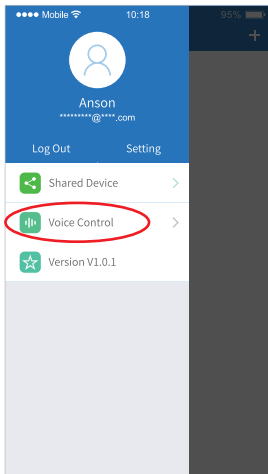 Mobile 10:18 95%
Anson
*********@****.com
Log Out Setting
Shared Device
Voice Control
Version V1.0.1